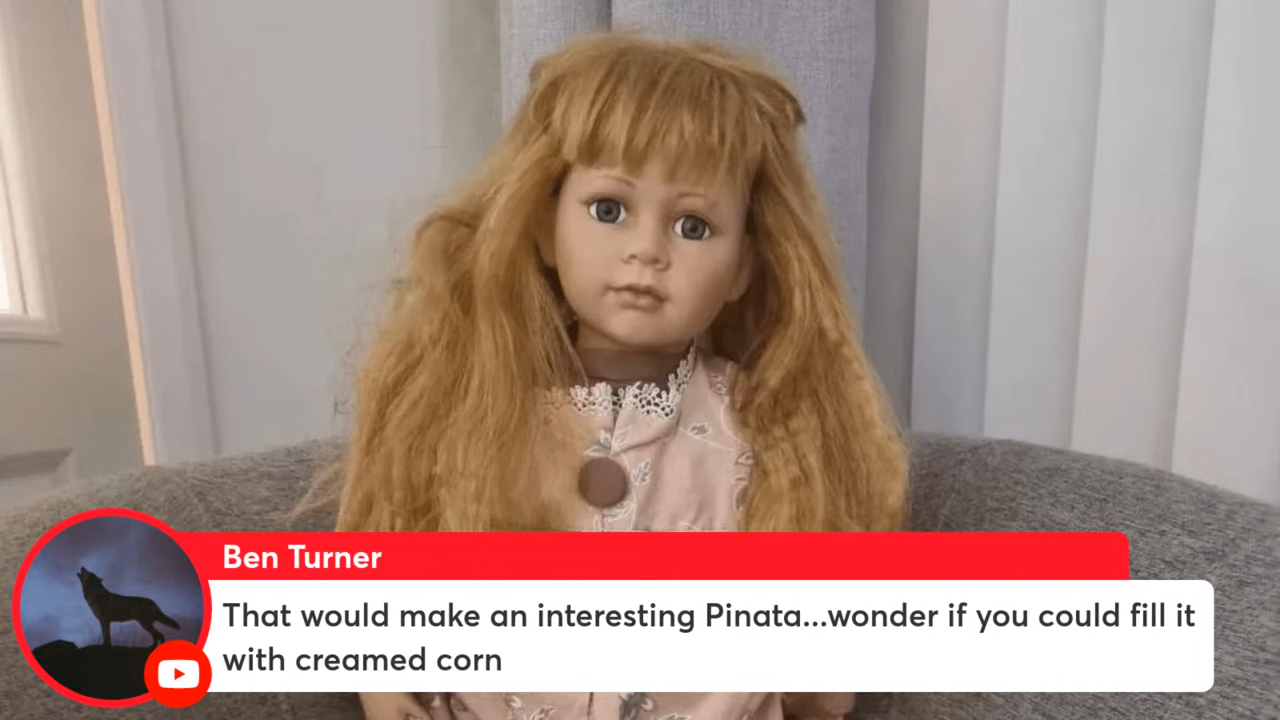 Ben Turner
That would make an interesting Pinata...wonder if you could fill it
with creamed corn